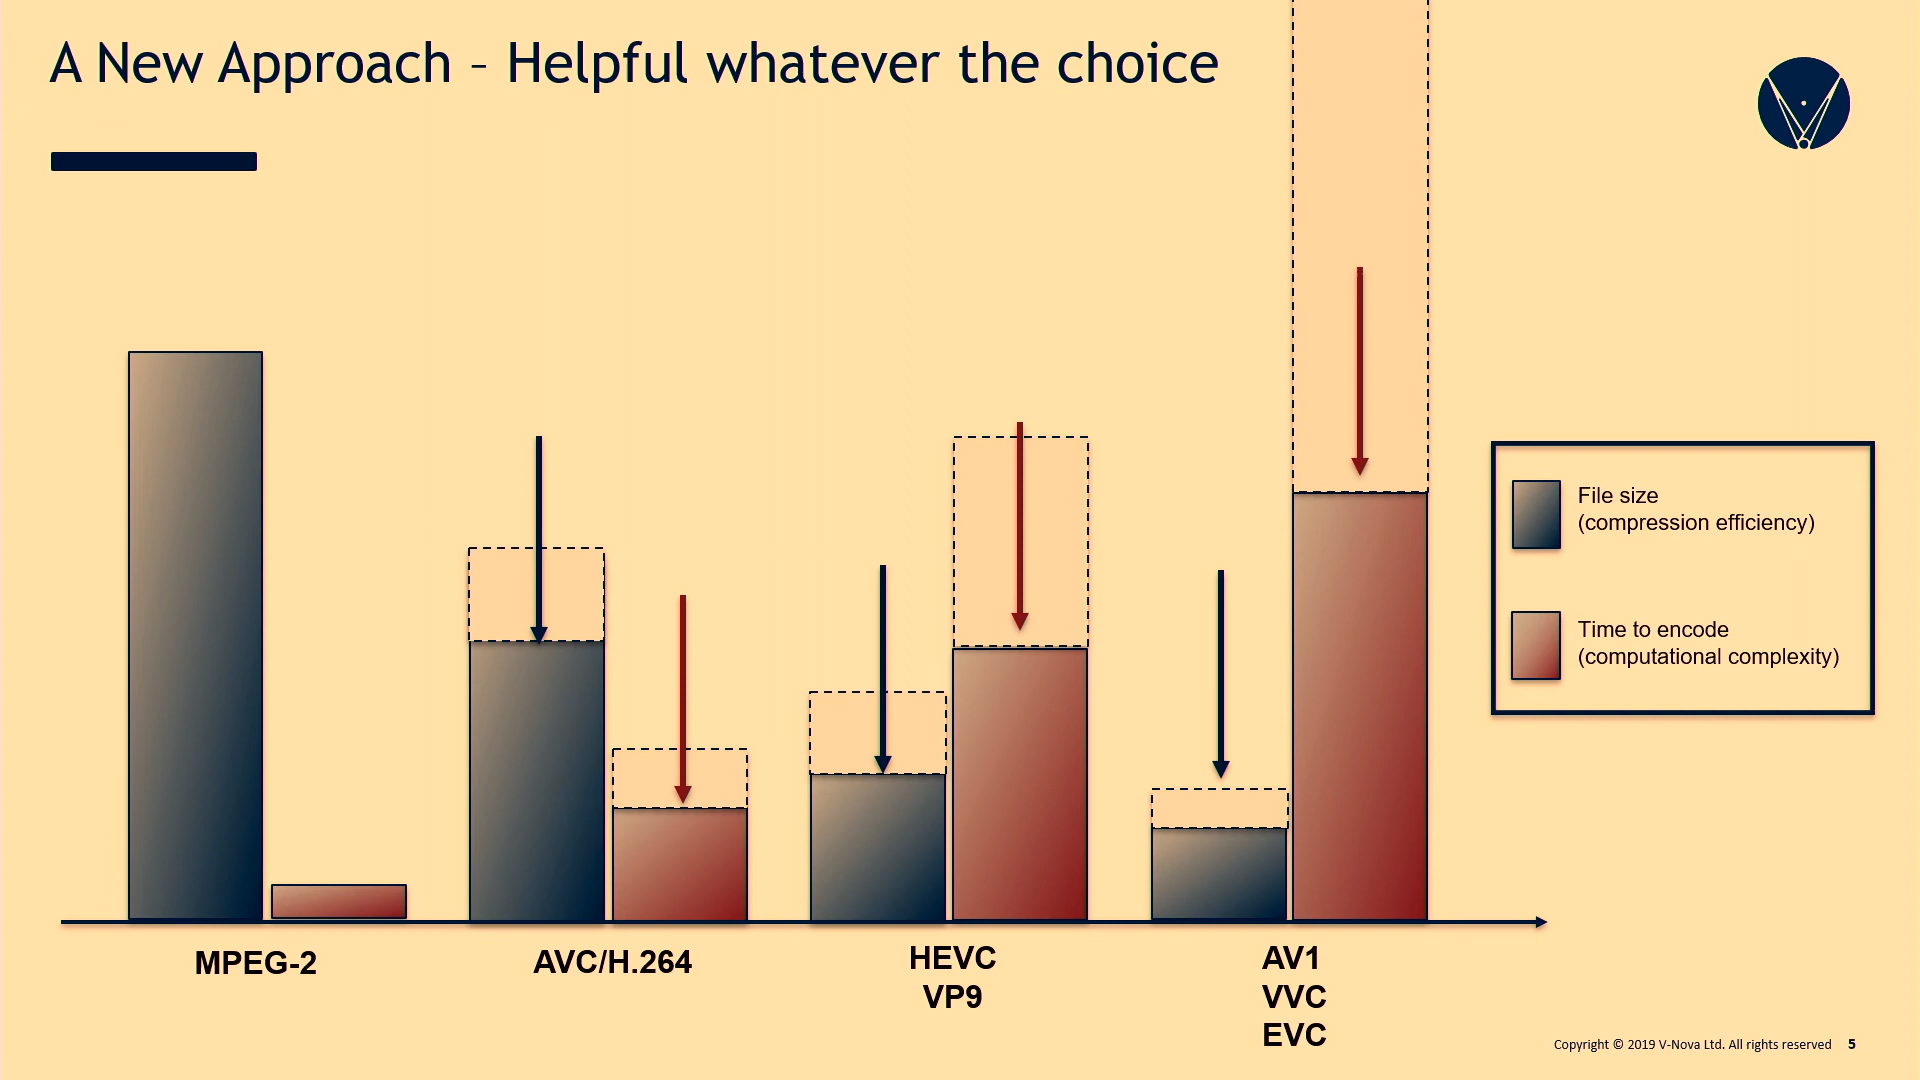 A New Approach – Helpful whatever the choice
File size
(compression efficiency)
Time to encode
(computational complexity)
MPEG-2
AVC/H.264
HEVC
VP9
AV1
VVC
EVC
Copyright © 2019 V-Nova Ltd. All rights reserved 5